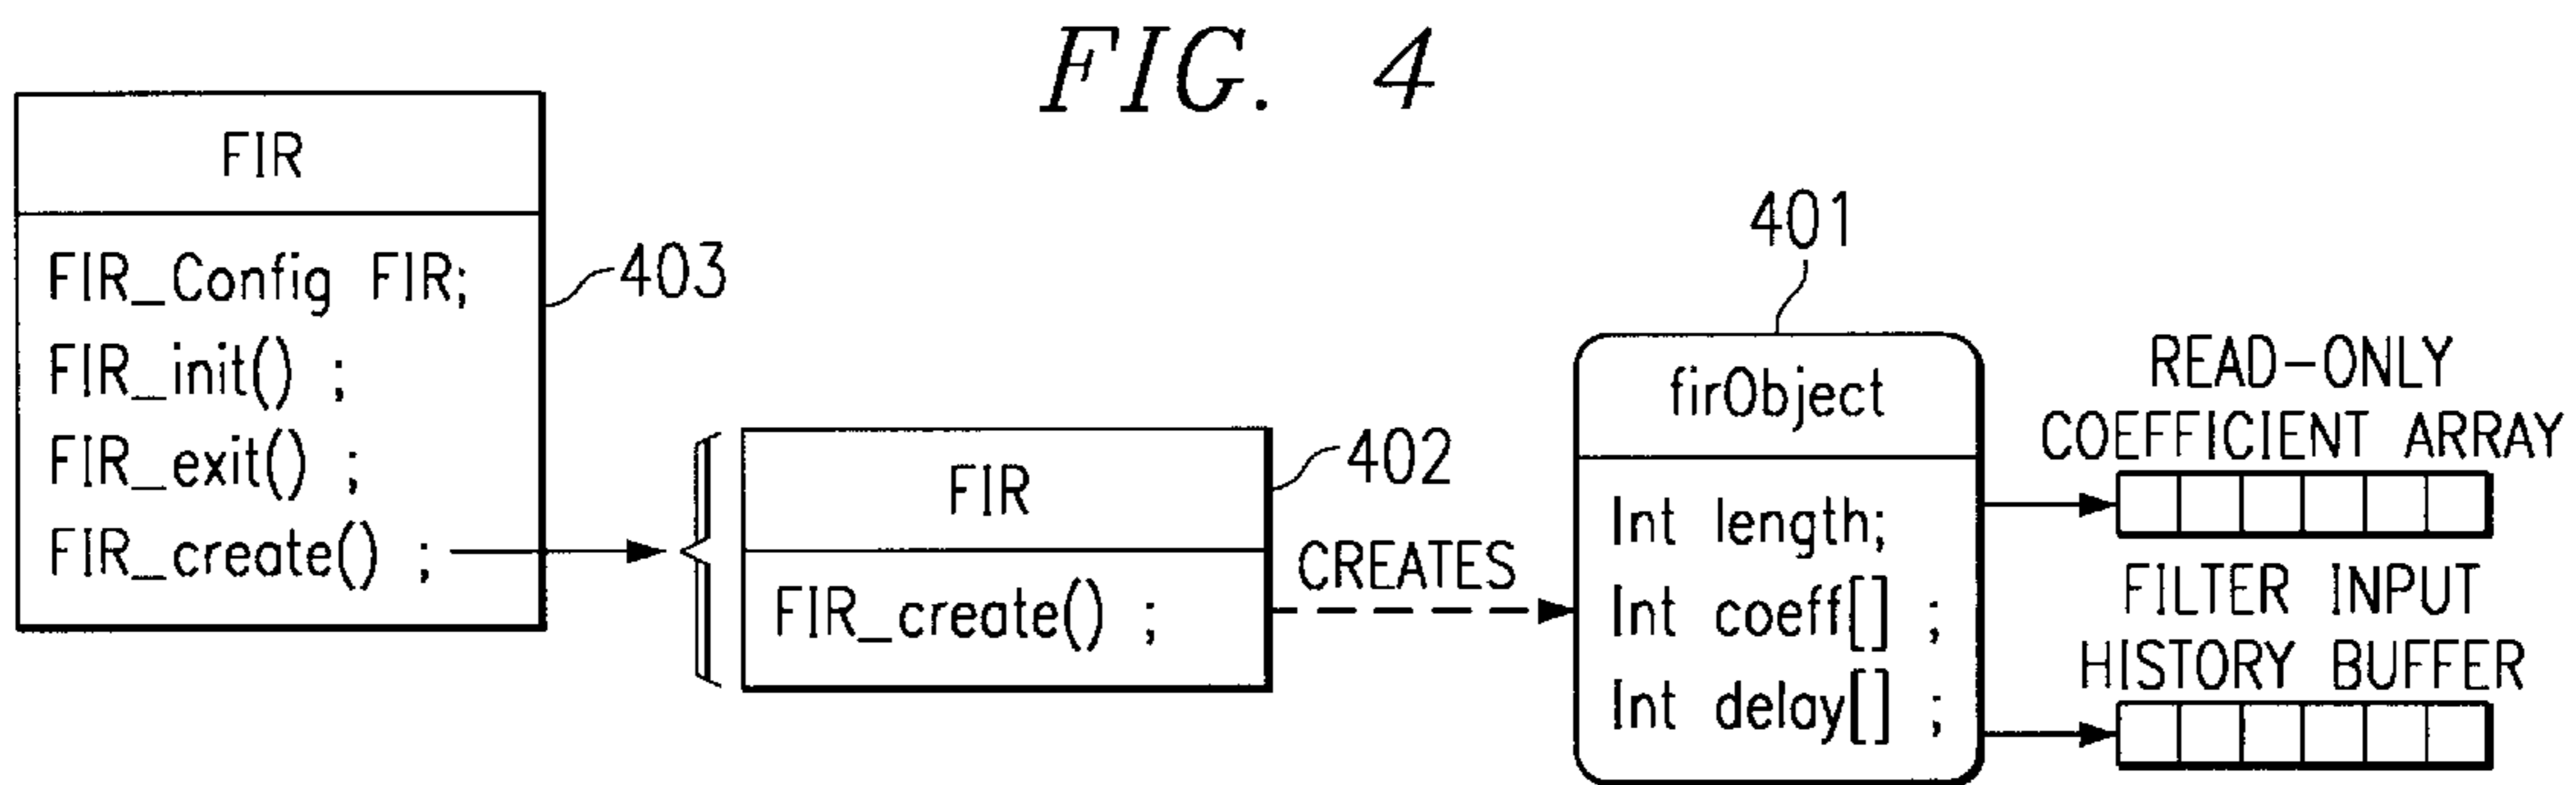 FIG. 4
FIR
FIR_Config FIR;
FIR_init() ;
FIR_exit() ;
FIR_create() ;
403
FIR
FIR_create() ;
402
CREATES
401
firObject
Int length;
Int coeff[] ;
Int delay[] ;
READ-ONLY
COEFFICIENT ARRAY
FILTER INPUT
HISTORY BUFFER